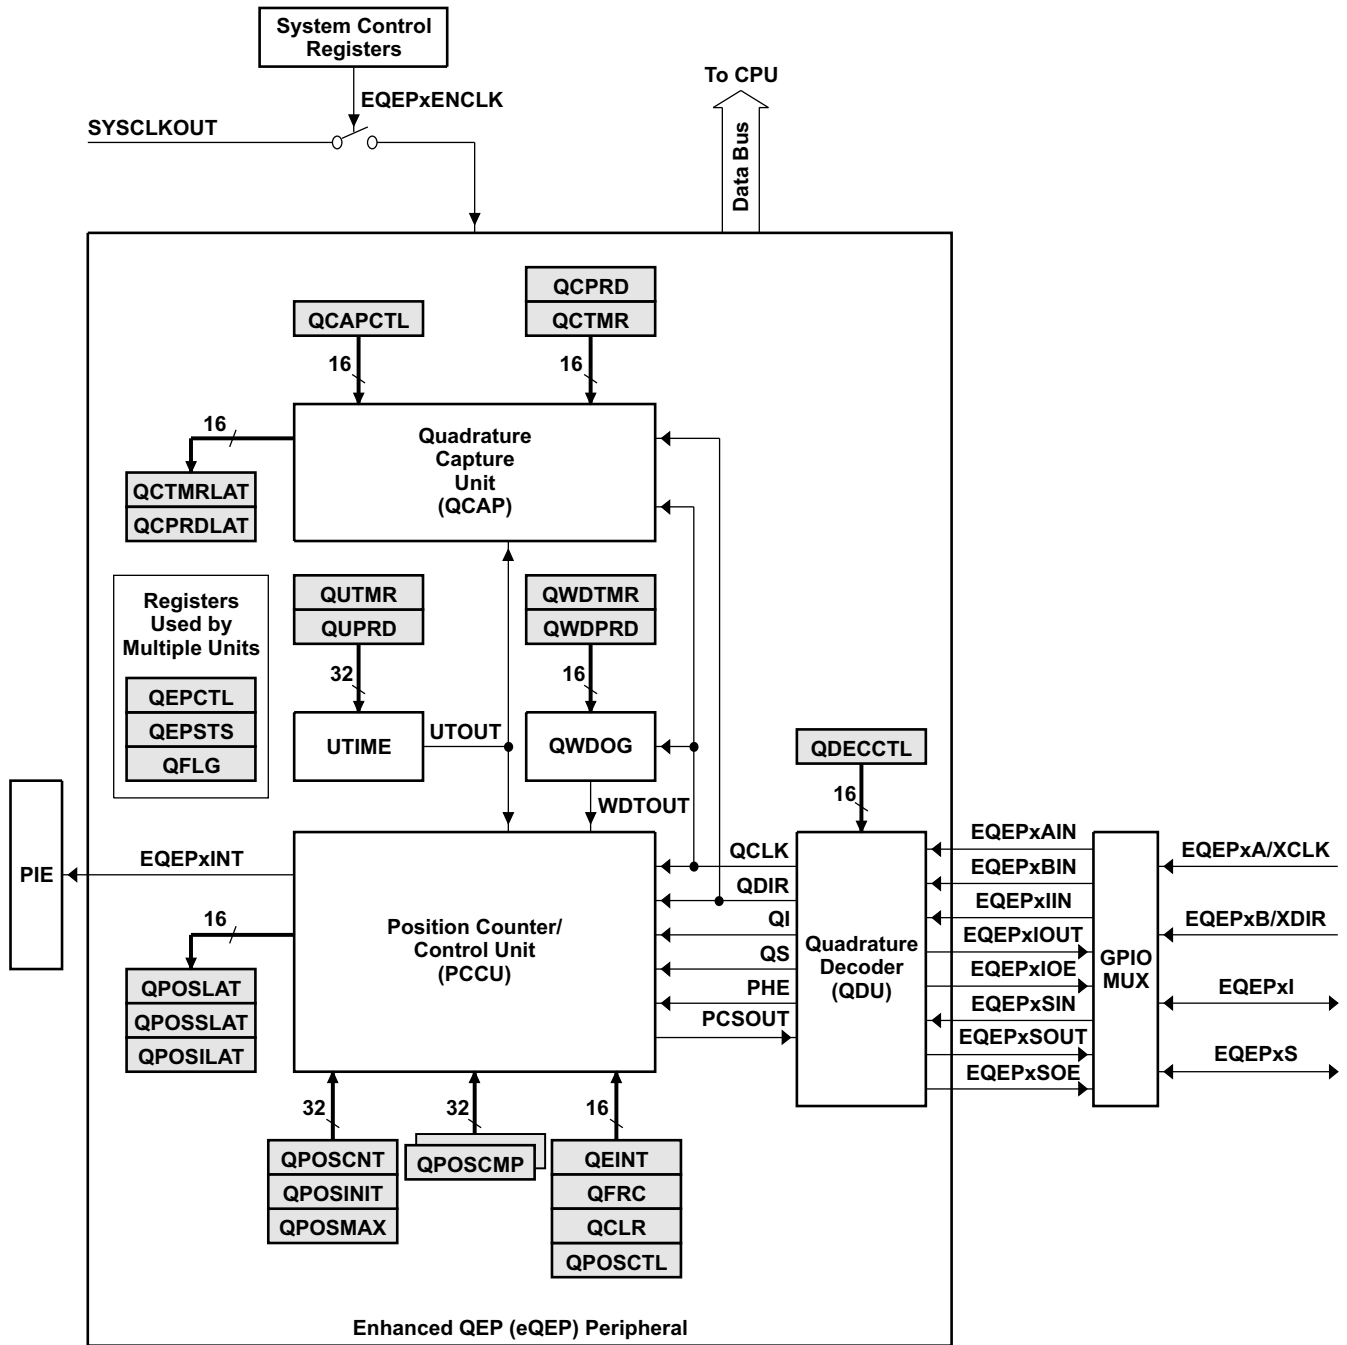 System Control
Registers
To CPU
EQEPxENCLK
SYSCLKOUT
Data Bus
QCPRD
QCAPCTL
QCTMR
16
16
16
Quadrature
Capture
Unit
(QCAP)
QCTMRLAT
QCPRDLAT
Registers
Used by
Multiple Units
QUTMR
QUPRD
QWDTMR
QWDPRD
32
16
QEPCTL
QEPSTS
QFLG
UTIME
UTOUT
QWDOG
QDECCTL
WDTOUT
16
PIE
EQEPxINT
16
Position Counter/
Control Unit
(PCCU)
QCLK
QDIR
QI
QS
PHE
PCSOUT
Quadrature
Decoder
(QDU)
EQEPxAIN
EQEPxBIN
EQEPxIIN
EQEPxIOUT
EQEPxIOE
EQEPxSIN
EQEPxSOUT
EQEPxSOE
GPIO
MUX
EQEPxA/XCLK
EQEPxB/XDIR
EQEPxI
EQEPxS
QPOSLAT
QPOSSLAT
QPOSILAT
32
32
16
QPOSCNT
QPOSINIT
QPOSMAX
QPOSCMP
QEINT
QFRC
QCLR
QPOSCTL
Enhanced QEP (eQEP) Peripheral